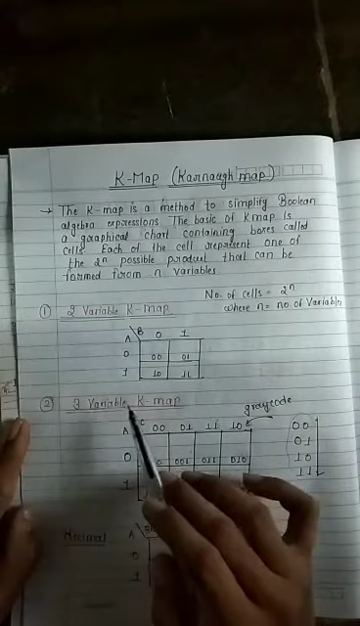 K-Map (Karnaugh map)
→ The K-map is a method to simplify Boolean
algebra expressions. The basic of Kmap is
a graphical chart containing boxes called
cells. Each of the cell represent one of
the 2ⁿ possible product that can be
formed from n variables
No. of cells = 2ⁿ
where n = no of Variables
① 2 Variable K-map
B 0 1
A
0 00 01
1 10 11
② 3 Variable K-map
graycode
C 00 01 11 10
A
0 001 011 010
1
00
01
10
11
Decimal
A B
0
1